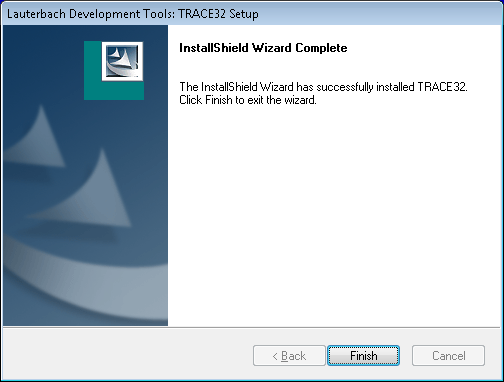 Lauterbach Development Tools: TRACE32 Setup
InstallShield Wizard Complete
The InstallShield Wizard has successfully installed TRACE32.
Click Finish to exit the wizard.
< Back
Finish
Cancel